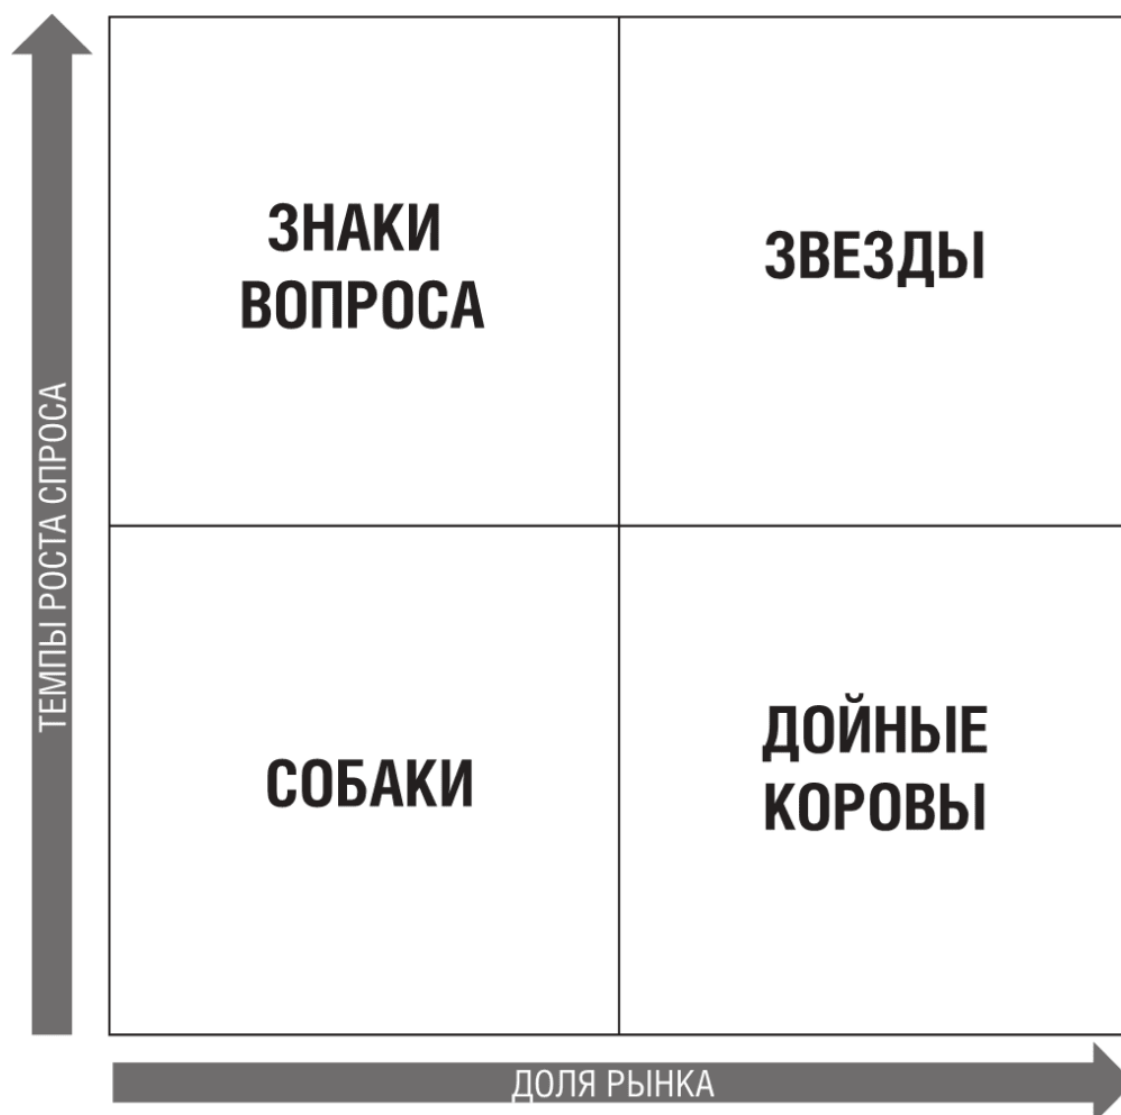 ТЕМПЫ РОСТА СПРОСА
ЗНАКИ
ВОПРОСА
ЗВЕЗДЫ
СОБАКИ
ДОЙНЫЕ
КОРОВЫ
ДОЛЯ РЫНКА